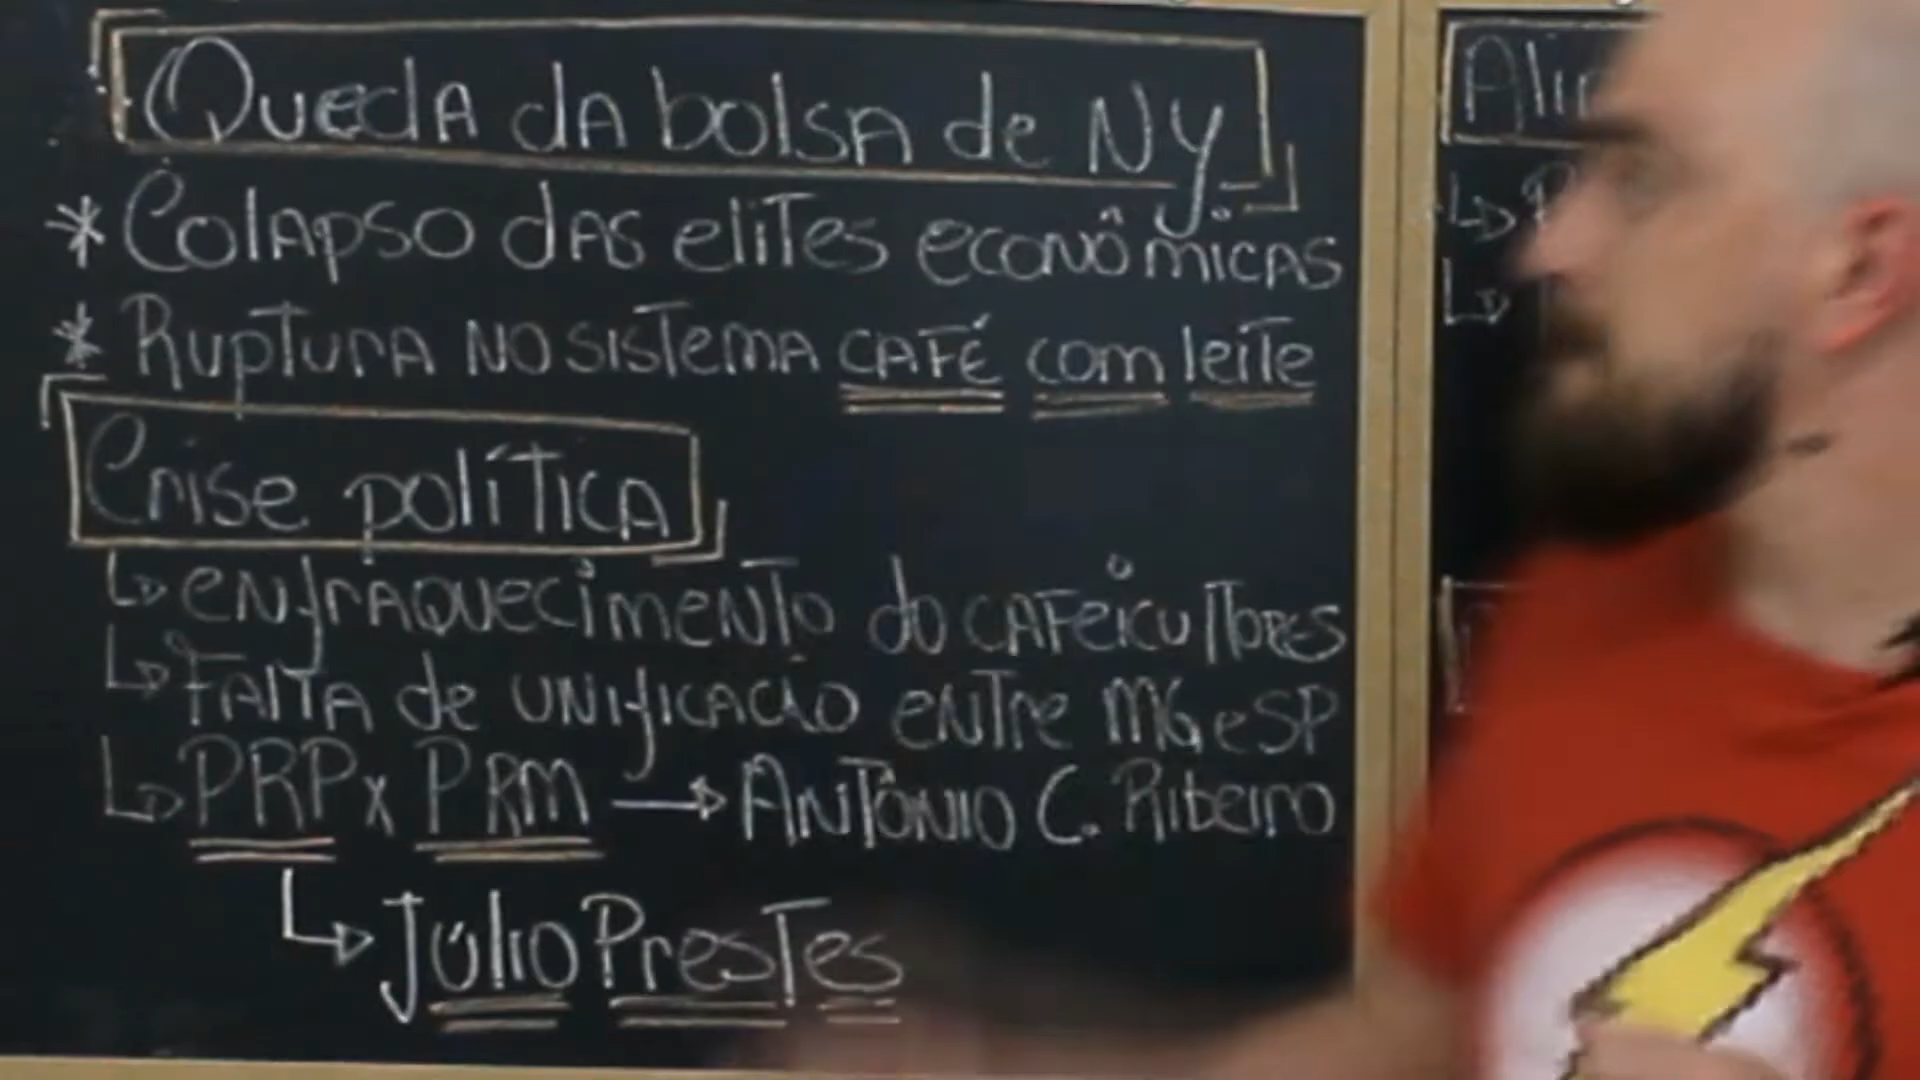 Queda da bolsa de NY.
* Colapso das elites econômicas
* Ruptura no sistema café com leite
Crise política
↳ enfraquecimento do cafeicultores
↳ Falta de unificacão entre MG e SP
↳ PRP x PRM → Antônio C. Ribeiro
↳ Júlio Prestes